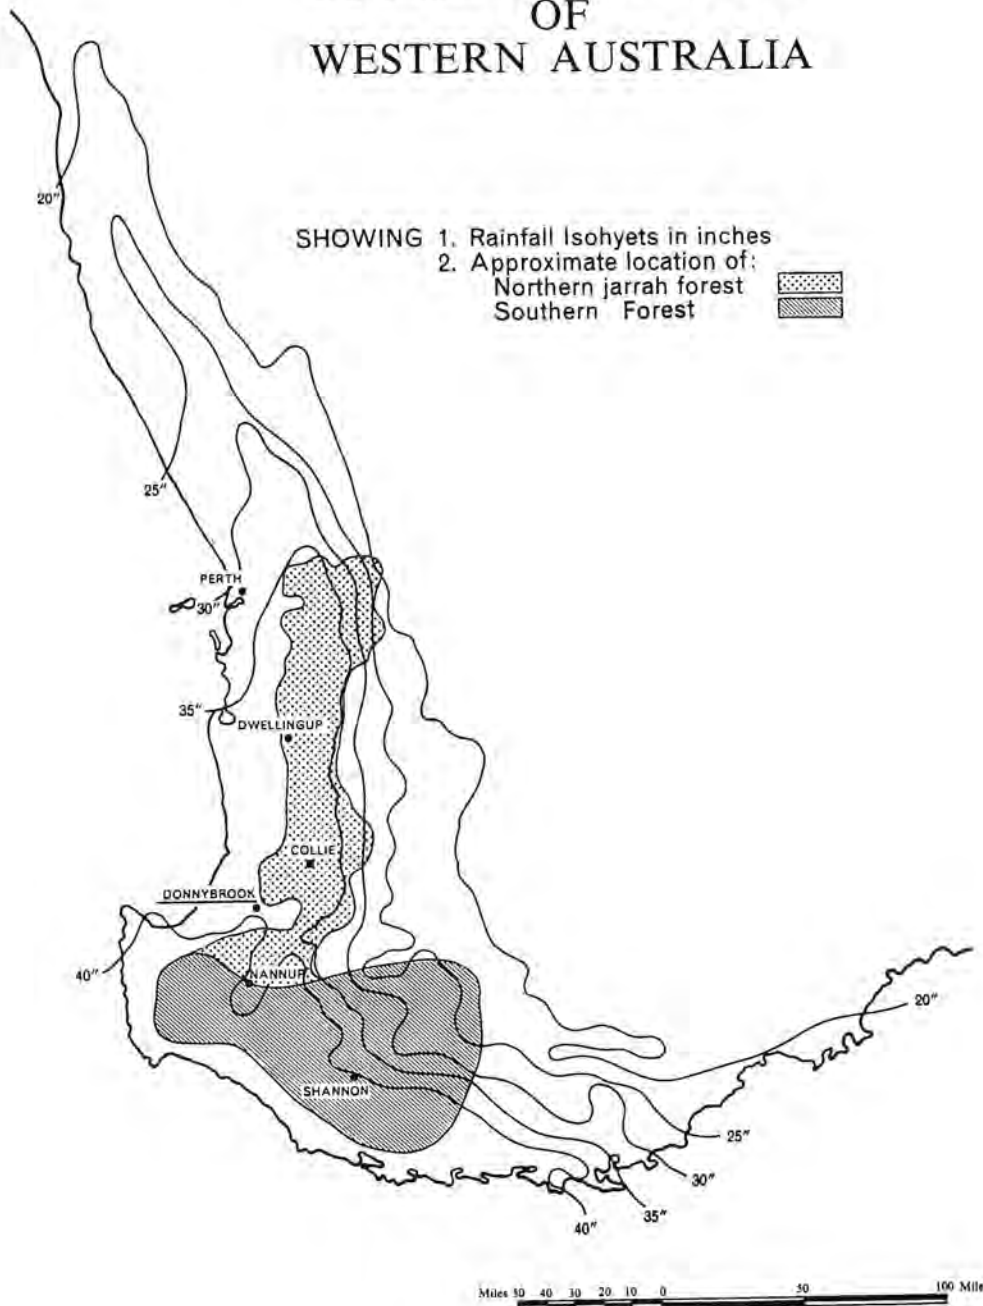 OF
WESTERN AUSTRALIA
20"
SHOWING 1. Rainfall Isohyets in inches
2. Approximate location of:
Northern jarrah forest
Southern Forest
25"
PERTH
30"
35"
DWELLINGUP
COLLIE
DONNYBROOK
40"
NANNUP
20"
SHANNON
25"
30"
35"
40"
Miles 50 40 30 20 10 0 50 100 Mile